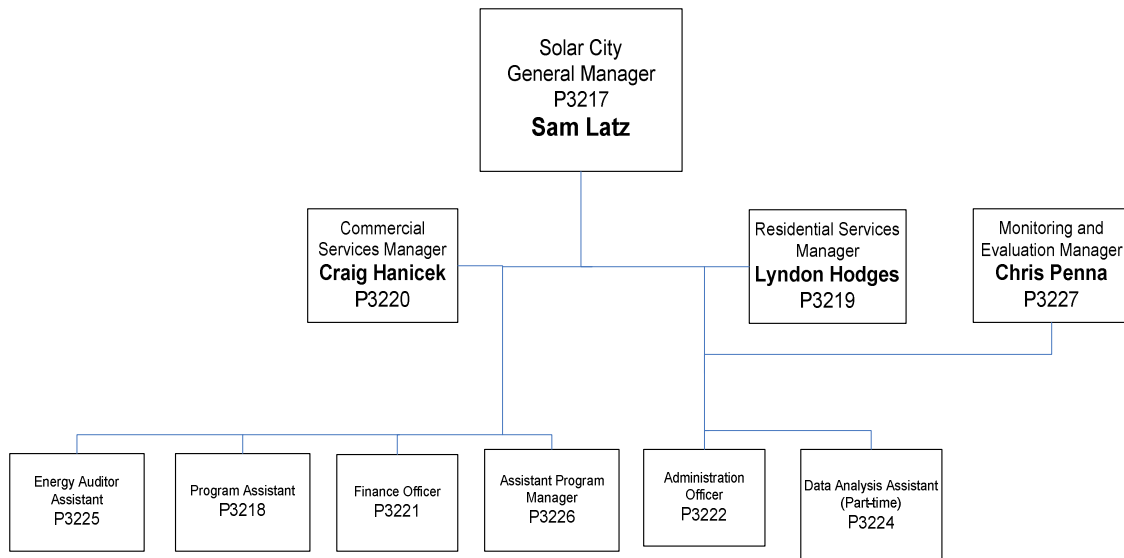 Solar City
General Manager
P3217
Sam Latz
Commercial
Services Manager
Craig Hanicek
P3220
Residential Services
Manager
Lyndon Hodges
P3219
Monitoring and
Evaluation Manager
Chris Penna
P3227
Energy Auditor
Assistant
P3225
Program Assistant
P3218
Finance Officer
P3221
Assistant Program
Manager
P3226
Administration
Officer
P3222
Data Analysis Assistant
(Part-time)
P3224